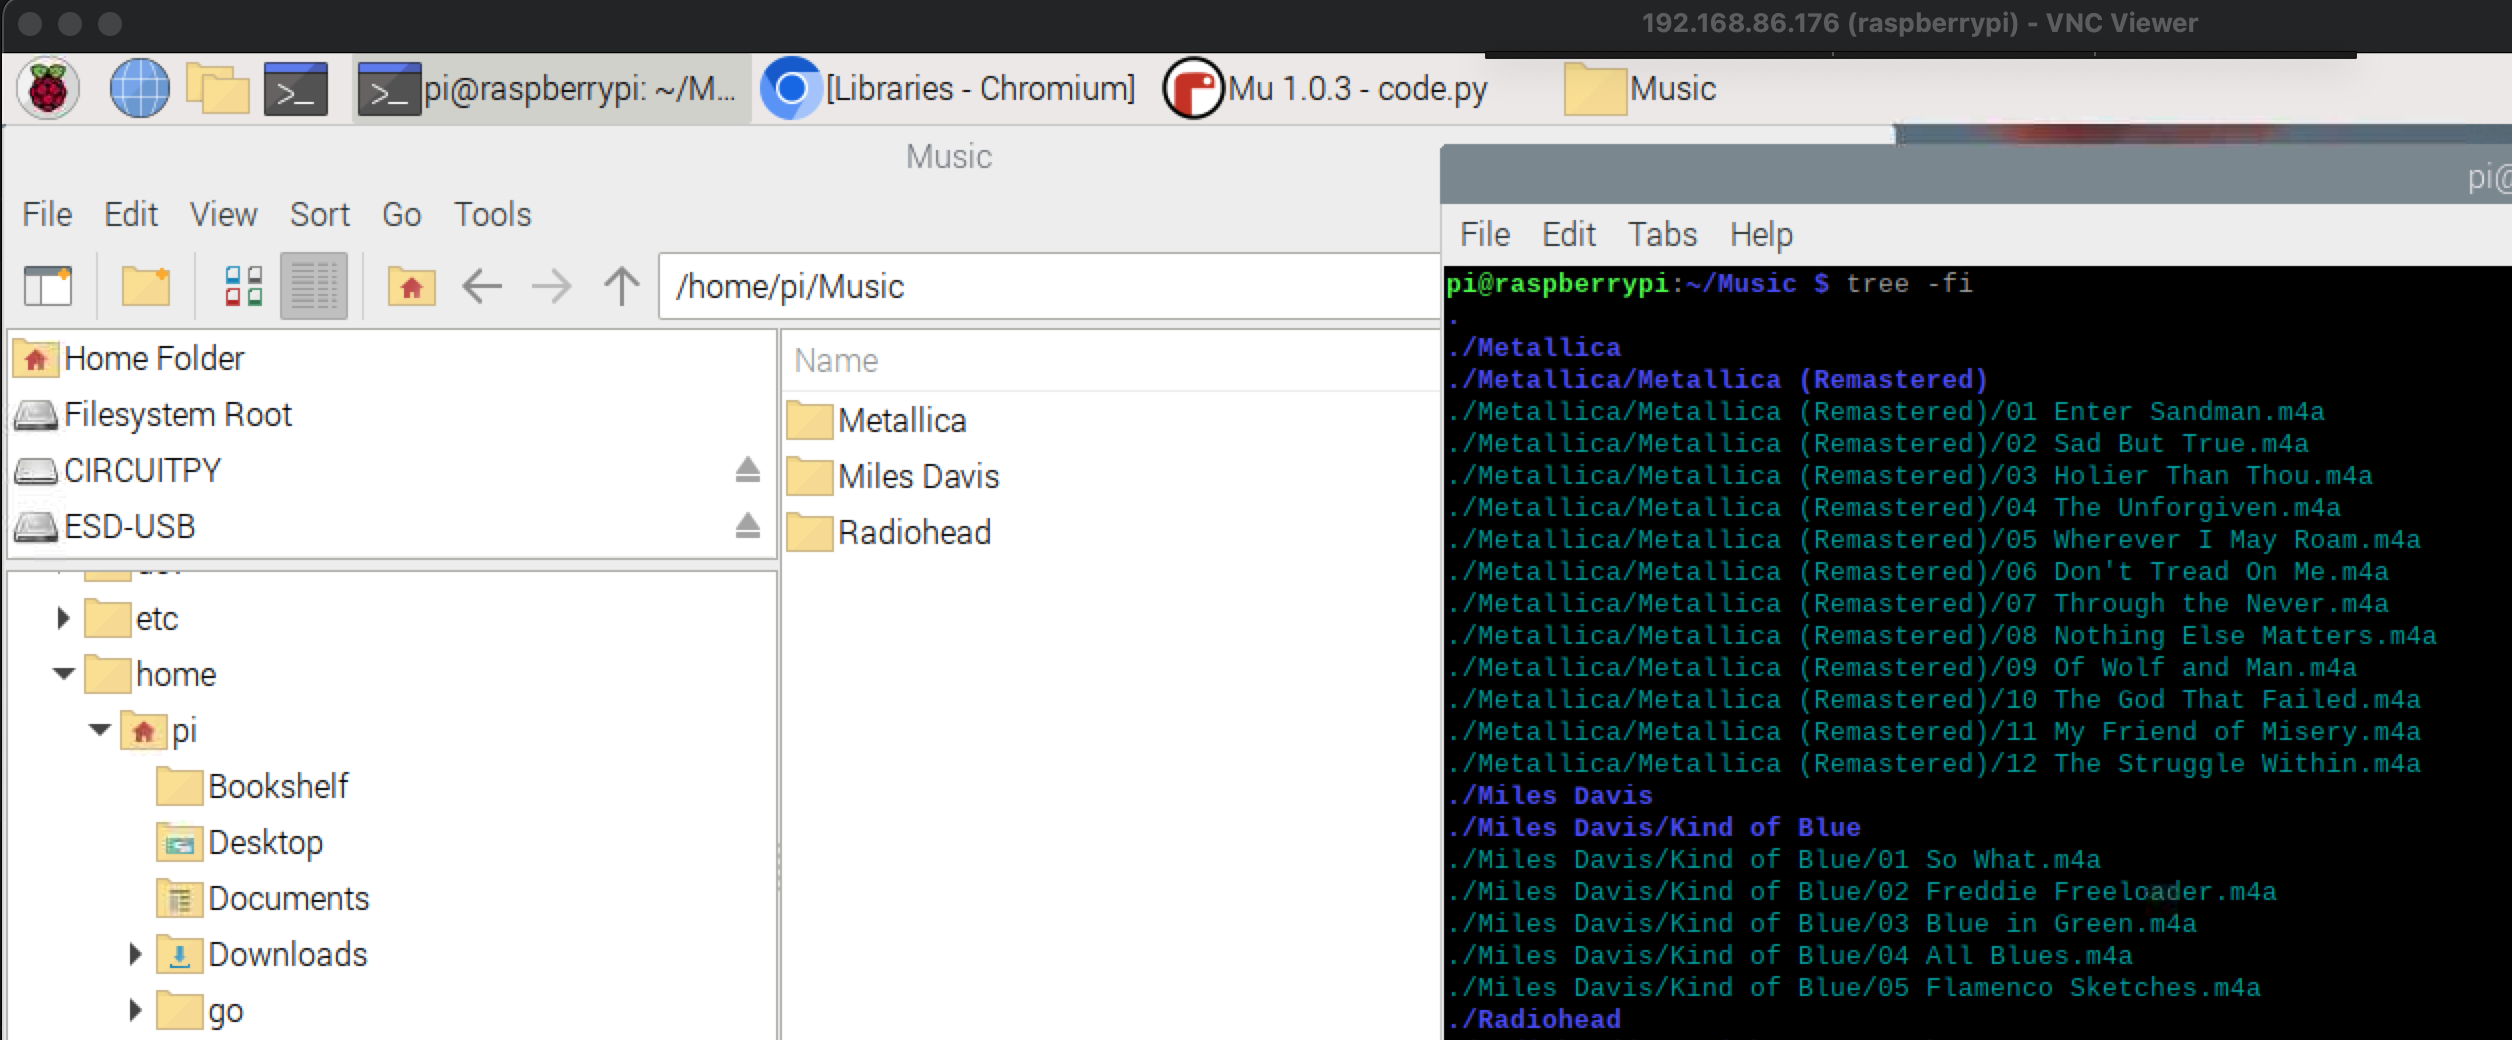 192.168.86.176 (raspberrypi) - VNC Viewer
pi@raspberrypi: ~/M...
[Libraries - Chromium]
Mu 1.0.3 - code.py
Music
Music
File Edit View Sort Go Tools
/home/pi/Music
Home Folder
Filesystem Root
CIRCUITPY
ESD-USB
etc
home
pi
Bookshelf
Desktop
Documents
Downloads
go
Name
Metallica
Miles Davis
Radiohead
pi@
File Edit Tabs Help
pi@raspberrypi:~/Music $ tree -fi
.
./Metallica
./Metallica/Metallica (Remastered)
./Metallica/Metallica (Remastered)/01 Enter Sandman.m4a
./Metallica/Metallica (Remastered)/02 Sad But True.m4a
./Metallica/Metallica (Remastered)/03 Holier Than Thou.m4a
./Metallica/Metallica (Remastered)/04 The Unforgiven.m4a
./Metallica/Metallica (Remastered)/05 Wherever I May Roam.m4a
./Metallica/Metallica (Remastered)/06 Don't Tread On Me.m4a
./Metallica/Metallica (Remastered)/07 Through the Never.m4a
./Metallica/Metallica (Remastered)/08 Nothing Else Matters.m4a
./Metallica/Metallica (Remastered)/09 Of Wolf and Man.m4a
./Metallica/Metallica (Remastered)/10 The God That Failed.m4a
./Metallica/Metallica (Remastered)/11 My Friend of Misery.m4a
./Metallica/Metallica (Remastered)/12 The Struggle Within.m4a
./Miles Davis
./Miles Davis/Kind of Blue
./Miles Davis/Kind of Blue/01 So What.m4a
./Miles Davis/Kind of Blue/02 Freddie Freeloader.m4a
./Miles Davis/Kind of Blue/03 Blue in Green.m4a
./Miles Davis/Kind of Blue/04 All Blues.m4a
./Miles Davis/Kind of Blue/05 Flamenco Sketches.m4a
./Radiohead